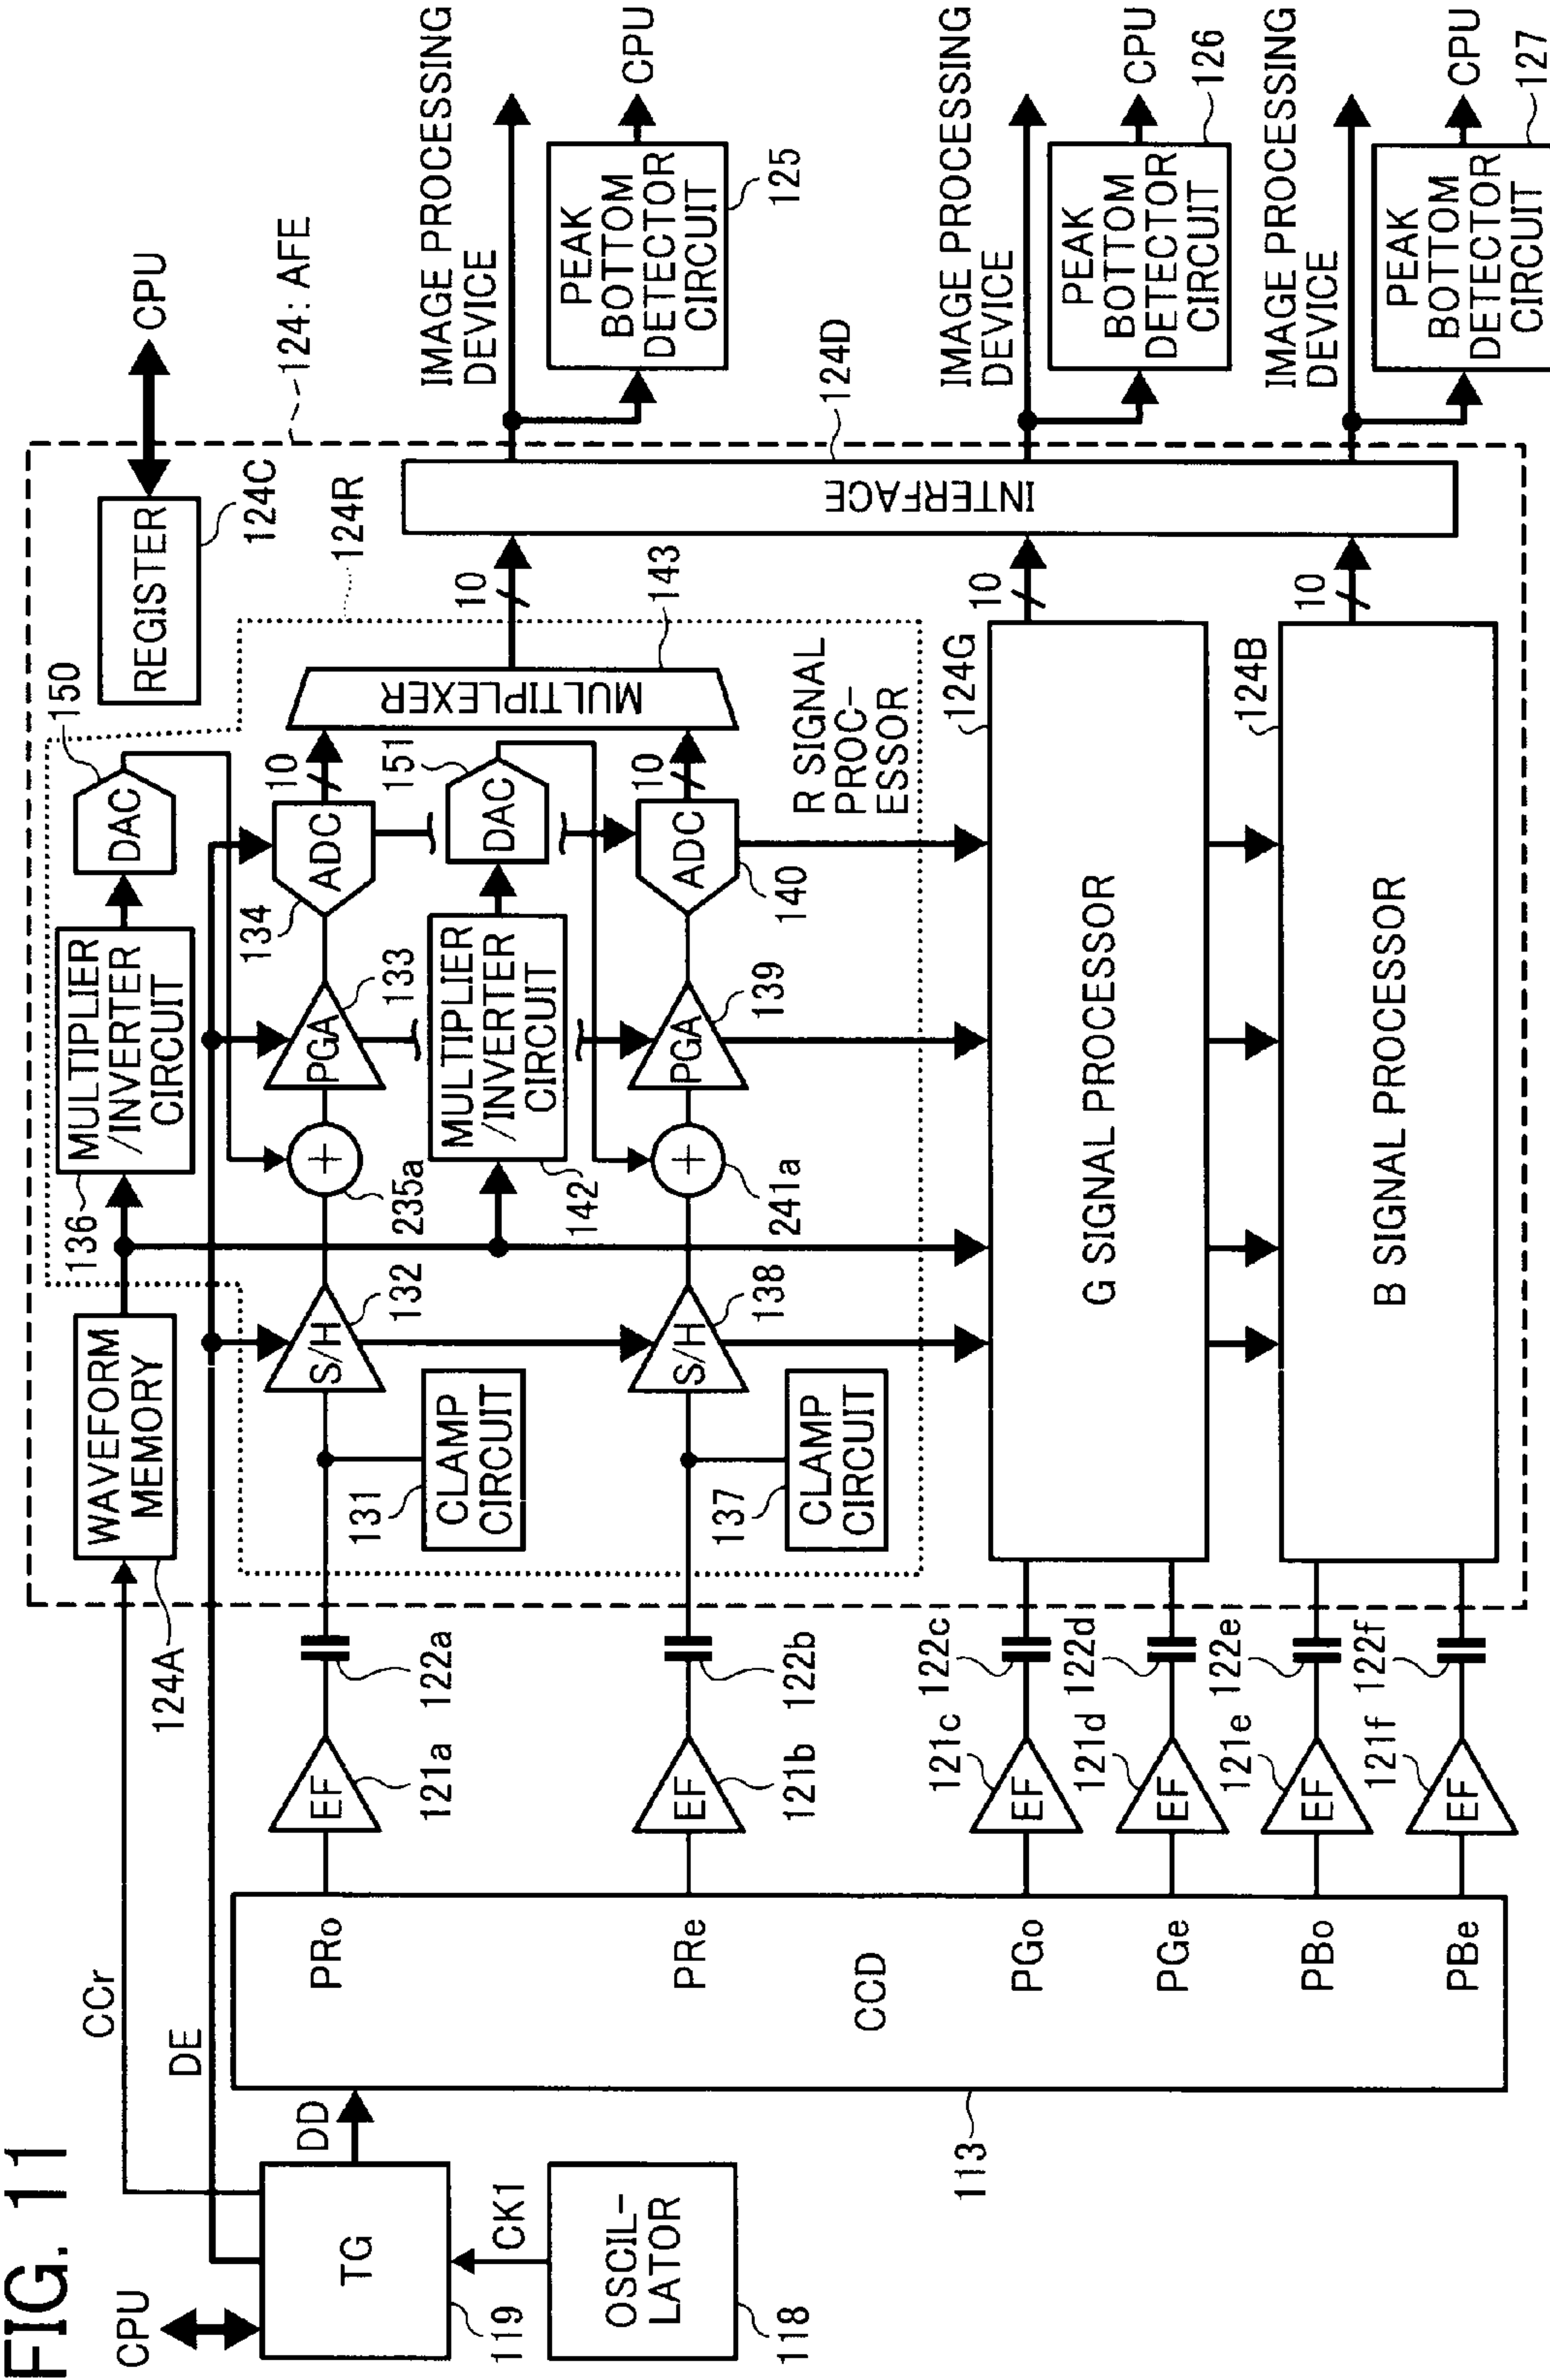 FIG. 11
CPU
TG
119
CK1
OSCIL-
LATOR
118
CCr
DE
DD
CCD
113
PRo
PRe
PGo
PGe
PBo
PBe
EF
121a
EF
121b
EF
121c
EF
121d
EF
121e
EF
121f
122a
122b
122c
122d
122e
122f
124: AFE
WAVEFORM
MEMORY
124A
136
MULTIPLIER
/INVERTER
CIRCUIT
DAC
150
REGISTER
124C
CPU
124R
CLAMP
CIRCUIT
131
S/H
132
+
235a
PGA
133
ADC
134
10
MULTIPLIER
/INVERTER
CIRCUIT
142
DAC
151
CLAMP
CIRCUIT
137
S/H
138
+
241a
PGA
139
ADC
140
10
MULTIPLEXER
143
R SIGNAL
PROC-
ESSOR
G SIGNAL PROCESSOR
124G
B SIGNAL PROCESSOR
124B
10
10
10
INTERFACE
124D
IMAGE PROCESSING
DEVICE
PEAK
BOTTOM
DETECTOR
CIRCUIT
CPU
125
IMAGE PROCESSING
DEVICE
PEAK
BOTTOM
DETECTOR
CIRCUIT
CPU
126
IMAGE PROCESSING
DEVICE
PEAK
BOTTOM
DETECTOR
CIRCUIT
CPU
127